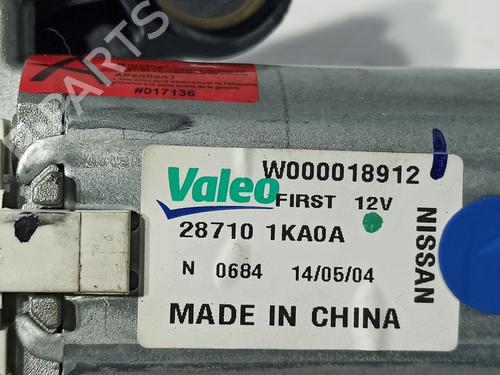 Attention !
#017136
Valeo
W000018912
FIRST 12V
28710 1KA0A
N 0684 14/05/04
MADE IN CHINA
NISSAN
PARTS